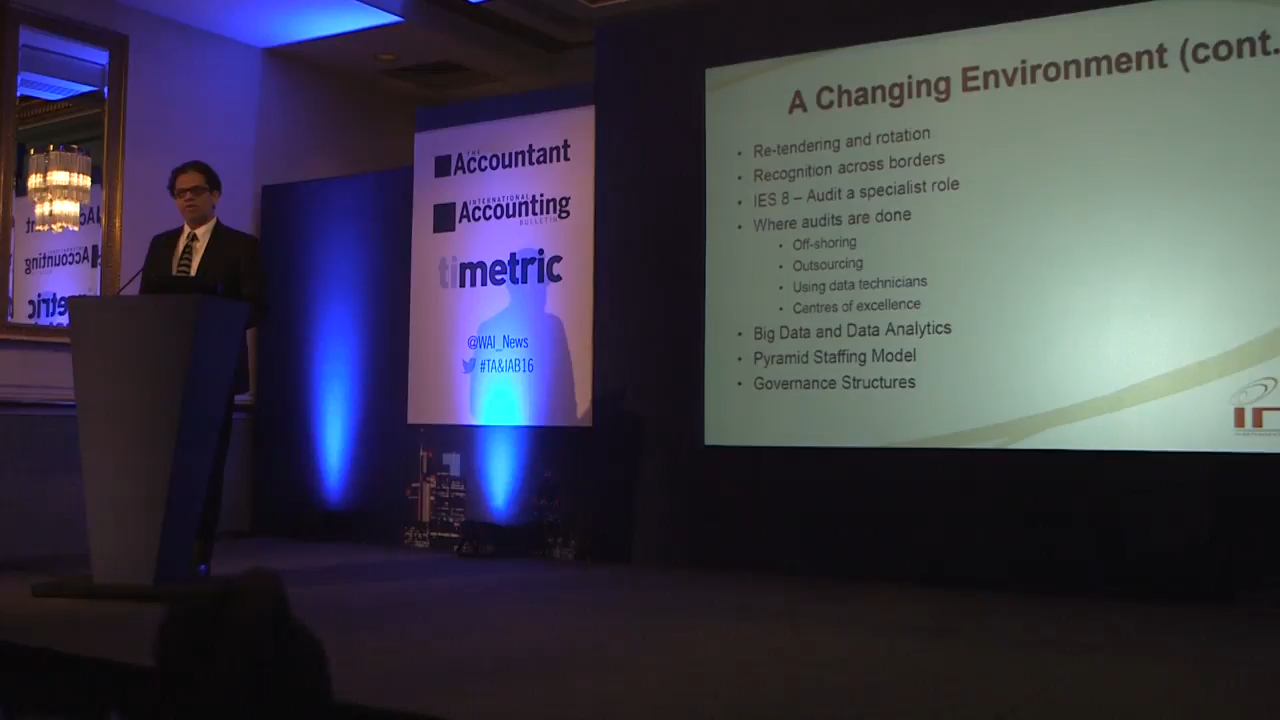 THE
Accountant
INTERNATIONAL
Accounting
BULLETIN
timetric
@WAI_News
#TA&IAB16
A Changing Environment (cont.
• Re-tendering and rotation
• Recognition across borders
• IES 8 – Audit a specialist role
• Where audits are done
• Off-shoring
• Outsourcing
• Using data technicians
• Centres of excellence
• Big Data and Data Analytics
• Pyramid Staffing Model
• Governance Structures